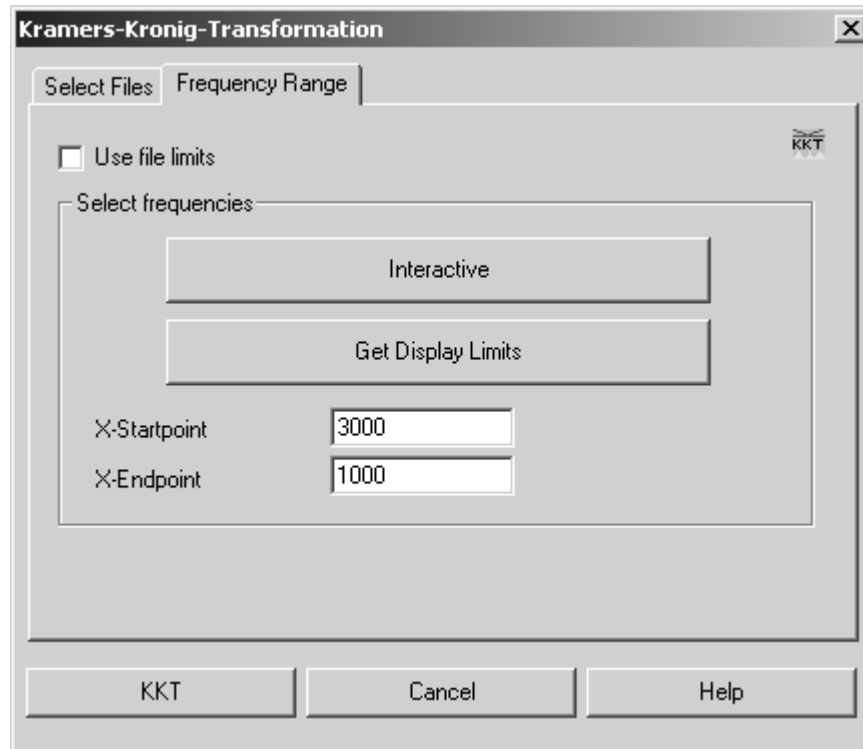 Kramers-Kronig-Transformation
Select Files
Frequency Range
Use file limits
KKT
Select frequencies
Interactive
Get Display Limits
X-Startpoint 3000
X-Endpoint 1000
KKT
Cancel
Help